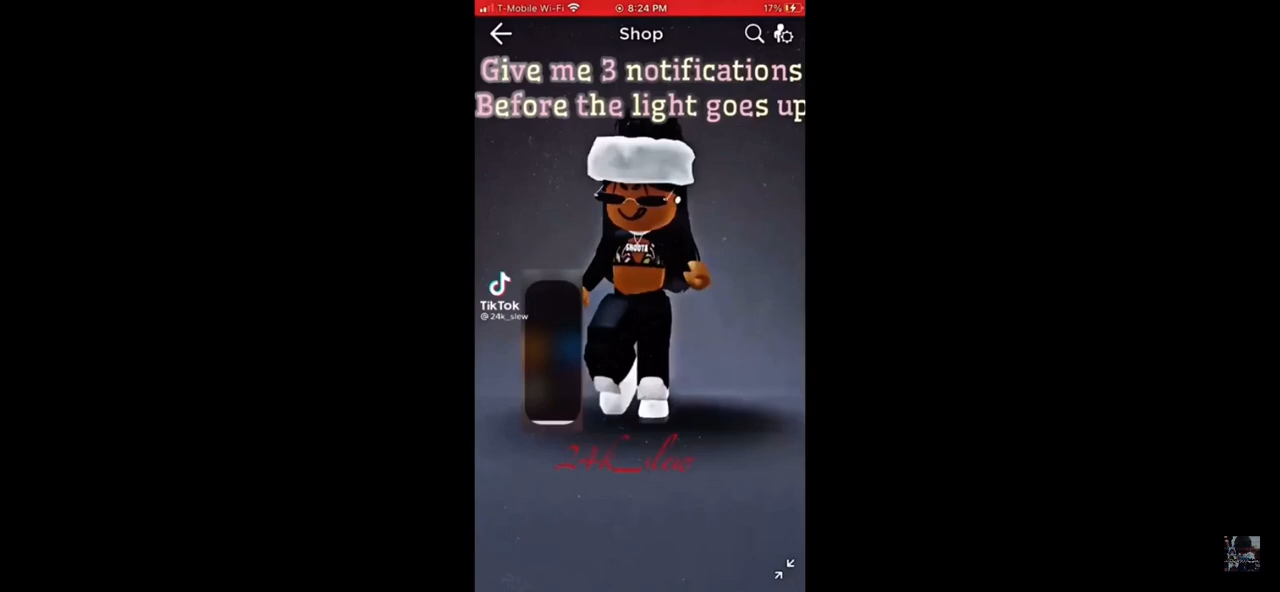 T-Mobile Wi-Fi 8:24 PM 17%
Shop
Give me 3 notifications
Before the light goes up
TikTok
@24k_slew
24k_slew